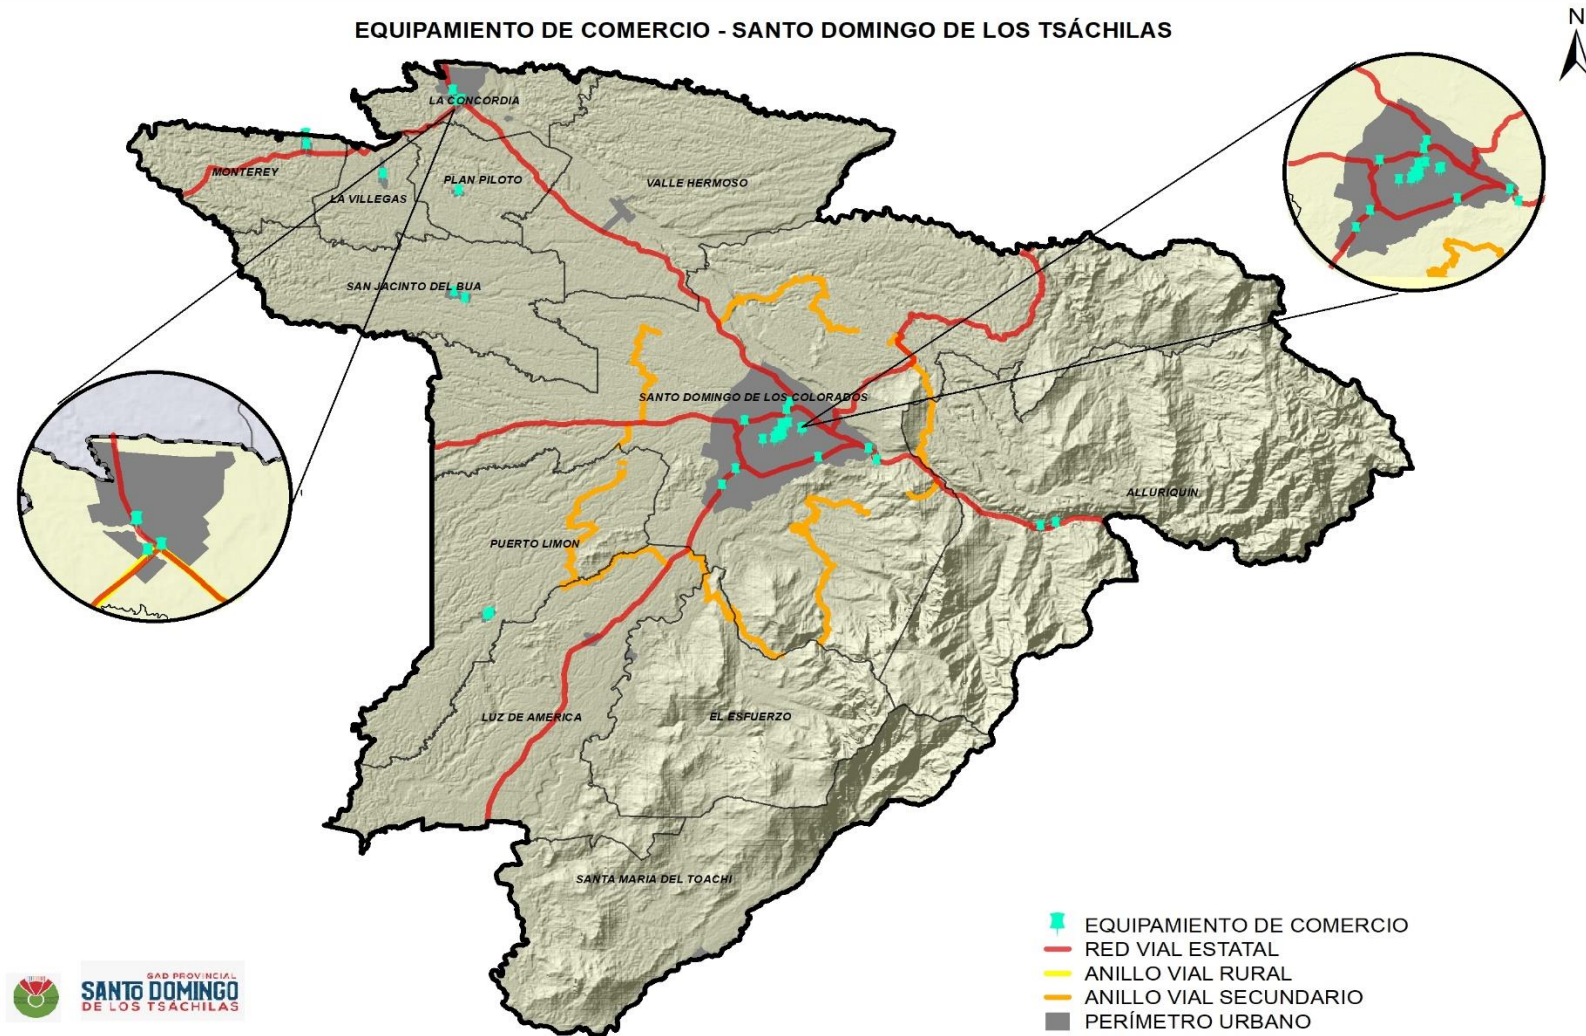 EQUIPAMIENTO DE COMERCIO - SANTO DOMINGO DE LOS TSÁCHILAS
N
LA CONCORDIA
MONTEREY
LA VILLEGAS
PLAN PILOTO
VALLE HERMOSO
SAN JACINTO DEL BUA
SANTO DOMINGO DE LOS COLORADOS
ALLURIQUIN
PUERTO LIMON
LUZ DE AMERICA
EL ESFUERZO
SANTA MARIA DEL TOACHI
EQUIPAMIENTO DE COMERCIO
RED VIAL ESTATAL
ANILLO VIAL RURAL
ANILLO VIAL SECUNDARIO
PERÍMETRO URBANO
GAD PROVINCIAL
SANTO DOMINGO
DE LOS TSÁCHILAS